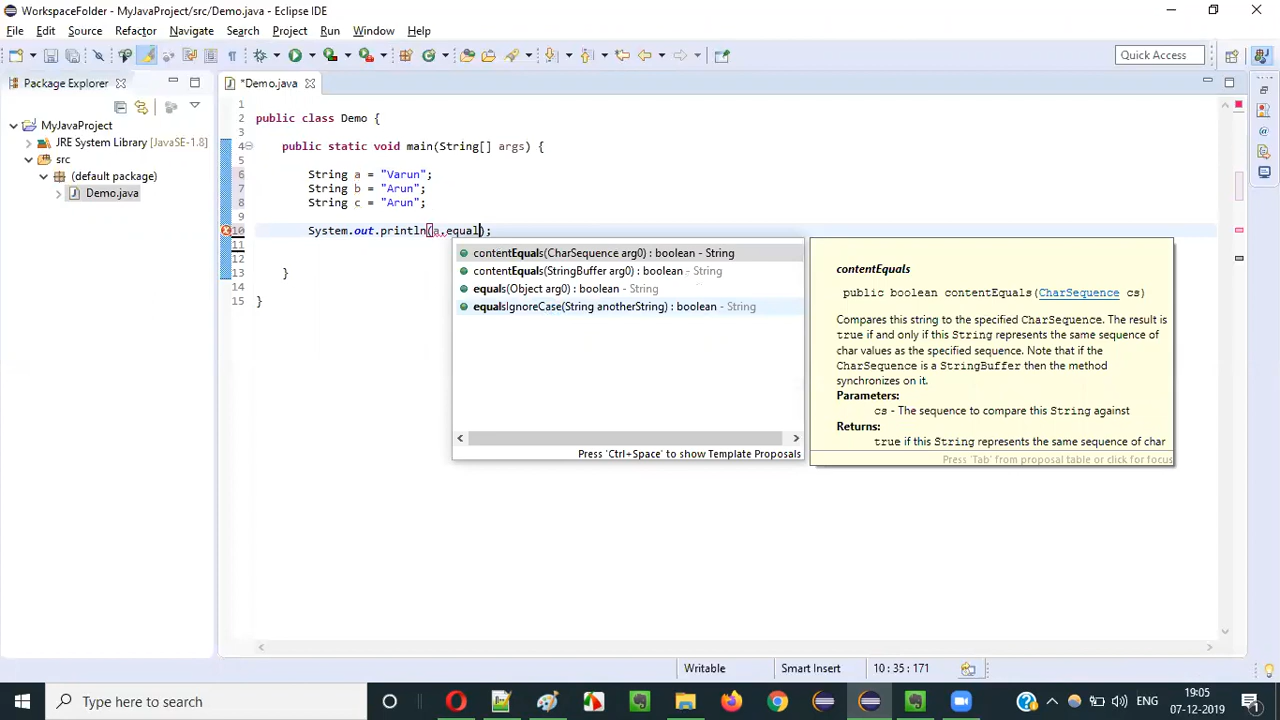 WorkspaceFolder - MyJavaProject/src/Demo.java - Eclipse IDE
File Edit Source Refactor Navigate Search Project Run Window Help
Quick Access
Package Explorer
*Demo.java
MyJavaProject
JRE System Library [JavaSE-1.8]
src
(default package)
Demo.java
1
2 public class Demo {
3
4 public static void main(String[] args) {
5
6 String a = "Varun";
7 String b = "Arun";
8 String c = "Arun";
9
10 System.out.println(a.equal);
11
12
13 }
14
15 }
contentEquals(CharSequence arg0) : boolean - String
contentEquals(StringBuffer arg0) : boolean - String
equals(Object arg0) : boolean - String
equalsIgnoreCase(String anotherString) : boolean - String
Press 'Ctrl+Space' to show Template Proposals
contentEquals
public boolean contentEquals(CharSequence cs)
Compares this string to the specified CharSequence. The result is
true if and only if this String represents the same sequence of
char values as the specified sequence. Note that if the
CharSequence is a StringBuffer then the method
synchronizes on it.
Parameters:
cs - The sequence to compare this String against
Returns:
true if this String represents the same sequence of char
Press 'Tab' from proposal table or click for focus
Writable Smart Insert 10 : 35 : 171
Type here to search
ENG
19:05
07-12-2019